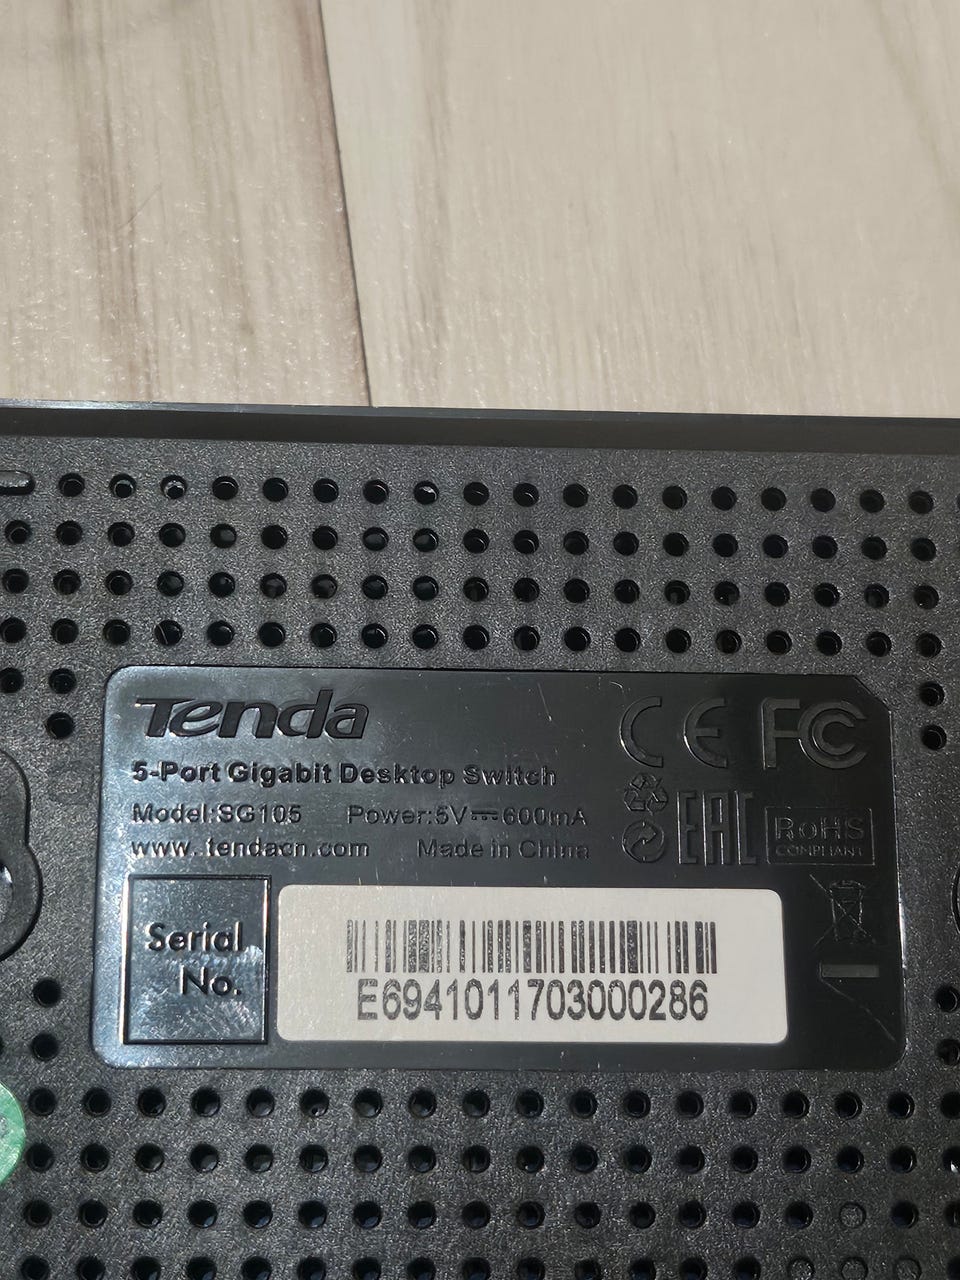 Tenda
5-Port Gigabit Desktop Switch
Model:SG105 Power:5V⎓600mA
www.tendacn.com Made in China
CE FC
EAC RoHS
COMPLIANT
Serial
No.
E6941011703000286